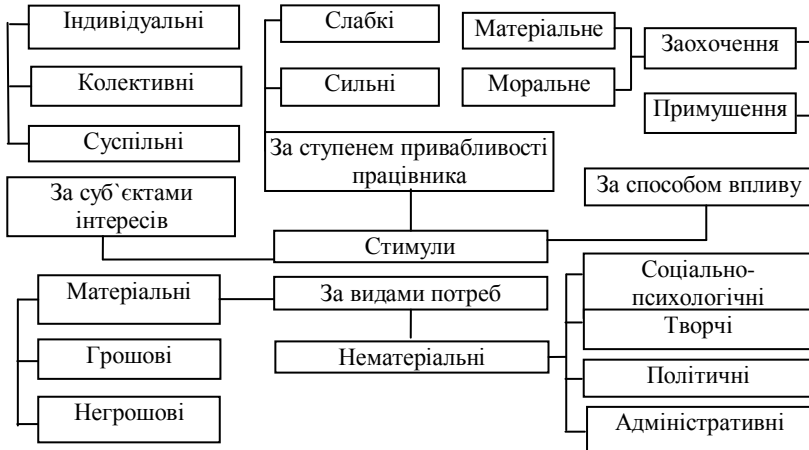 Індивідуальні
Колективні
Суспільні
За суб`єктами
інтересів
Слабкі
Сильні
За ступенем привабливості
працівника
Матеріальне
Моральне
Заохочення
Примушення
За способом впливу
Стимули
Матеріальні
За видами потреб
Грошові
Негрошові
Нематеріальні
Соціально-
психологічні
Творчі
Політичні
Адміністративні